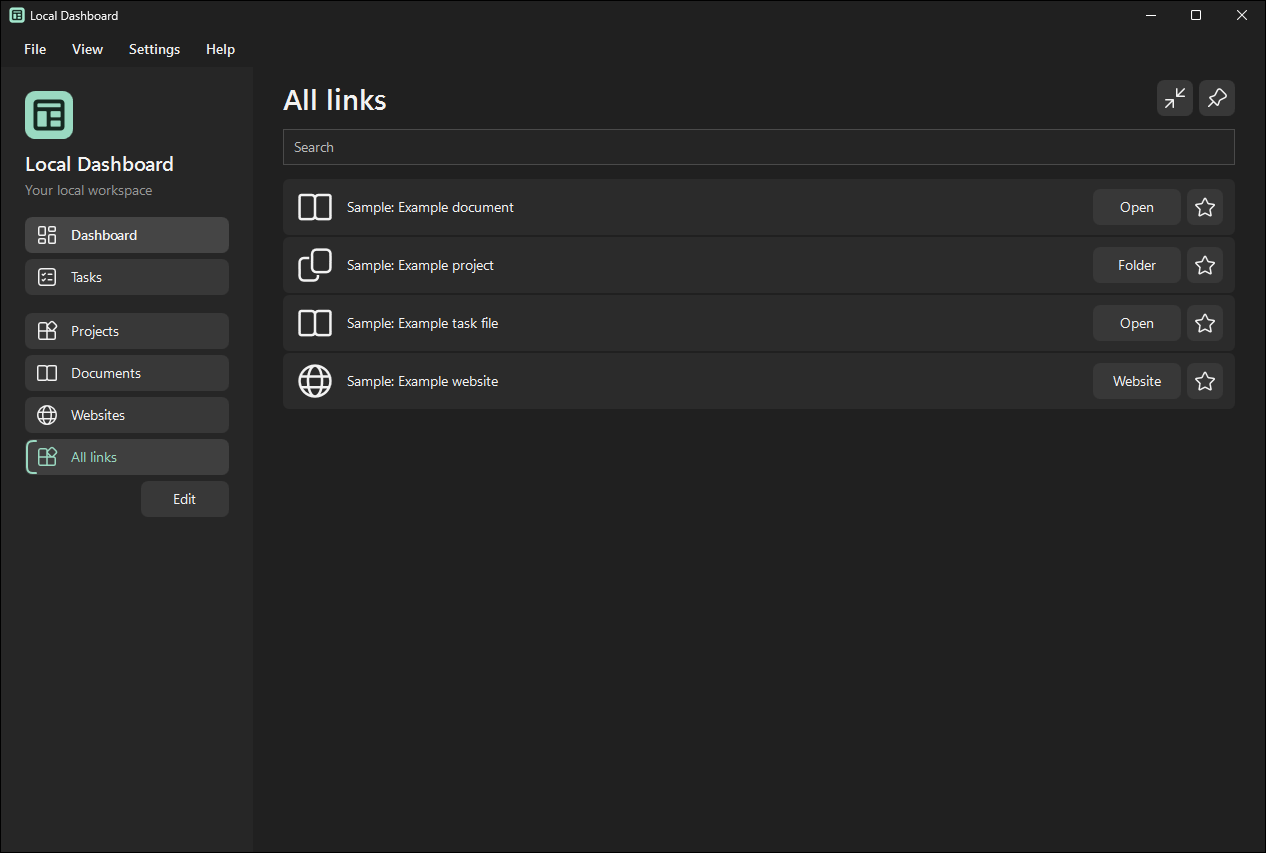 Local Dashboard
File View Settings Help
Local Dashboard
Your local workspace
Dashboard
Tasks
Projects
Documents
Websites
All links
Edit
All links
Search
Sample: Example document Open
Sample: Example project Folder
Sample: Example task file Open
Sample: Example website Website